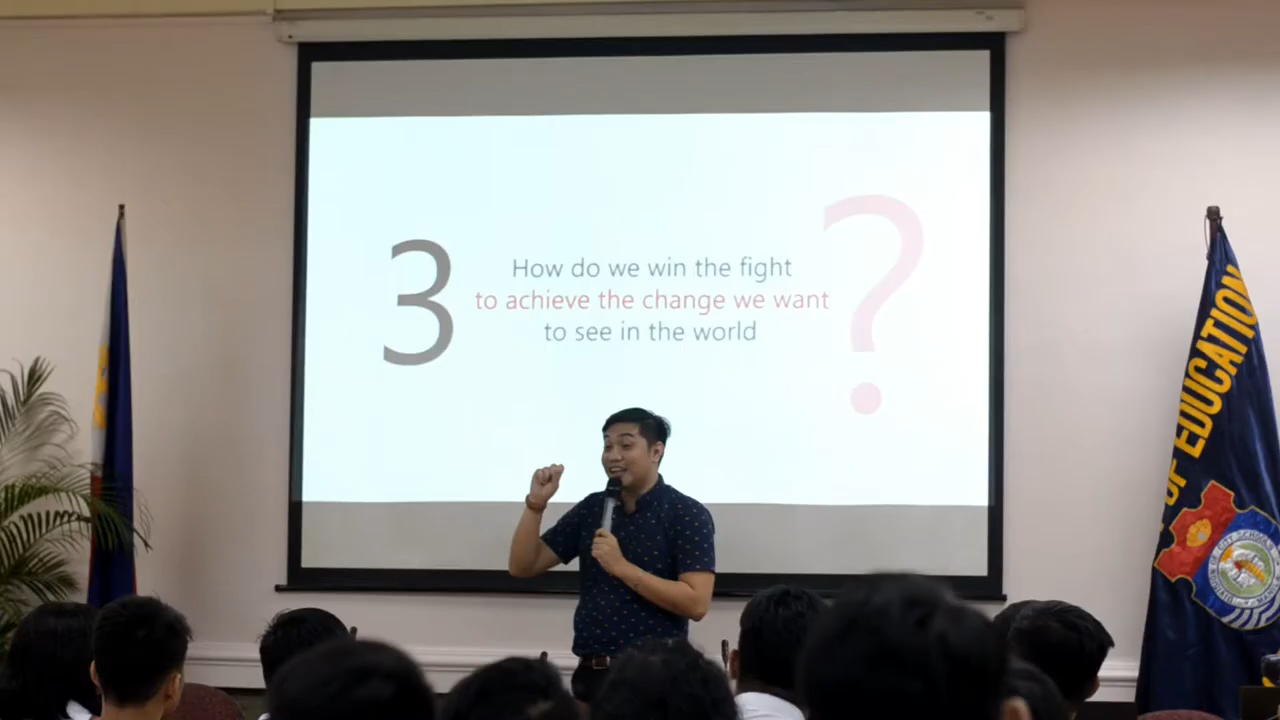 3
How do we win the fight
to achieve the change we want
to see in the world
?
OF EDUCATION